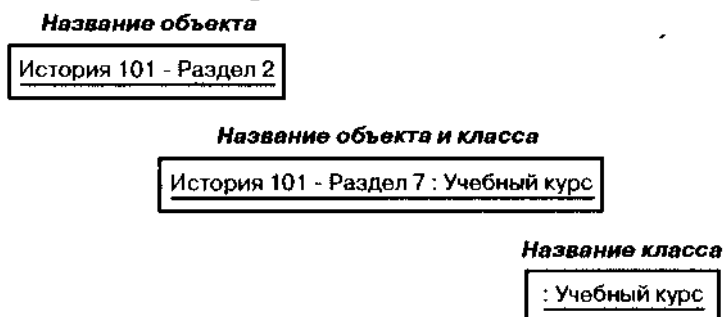 Название объекта
История 101 - Раздел 2
Название объекта и класса
История 101 - Раздел 7 : Учебный курс
Название класса
: Учебный курс